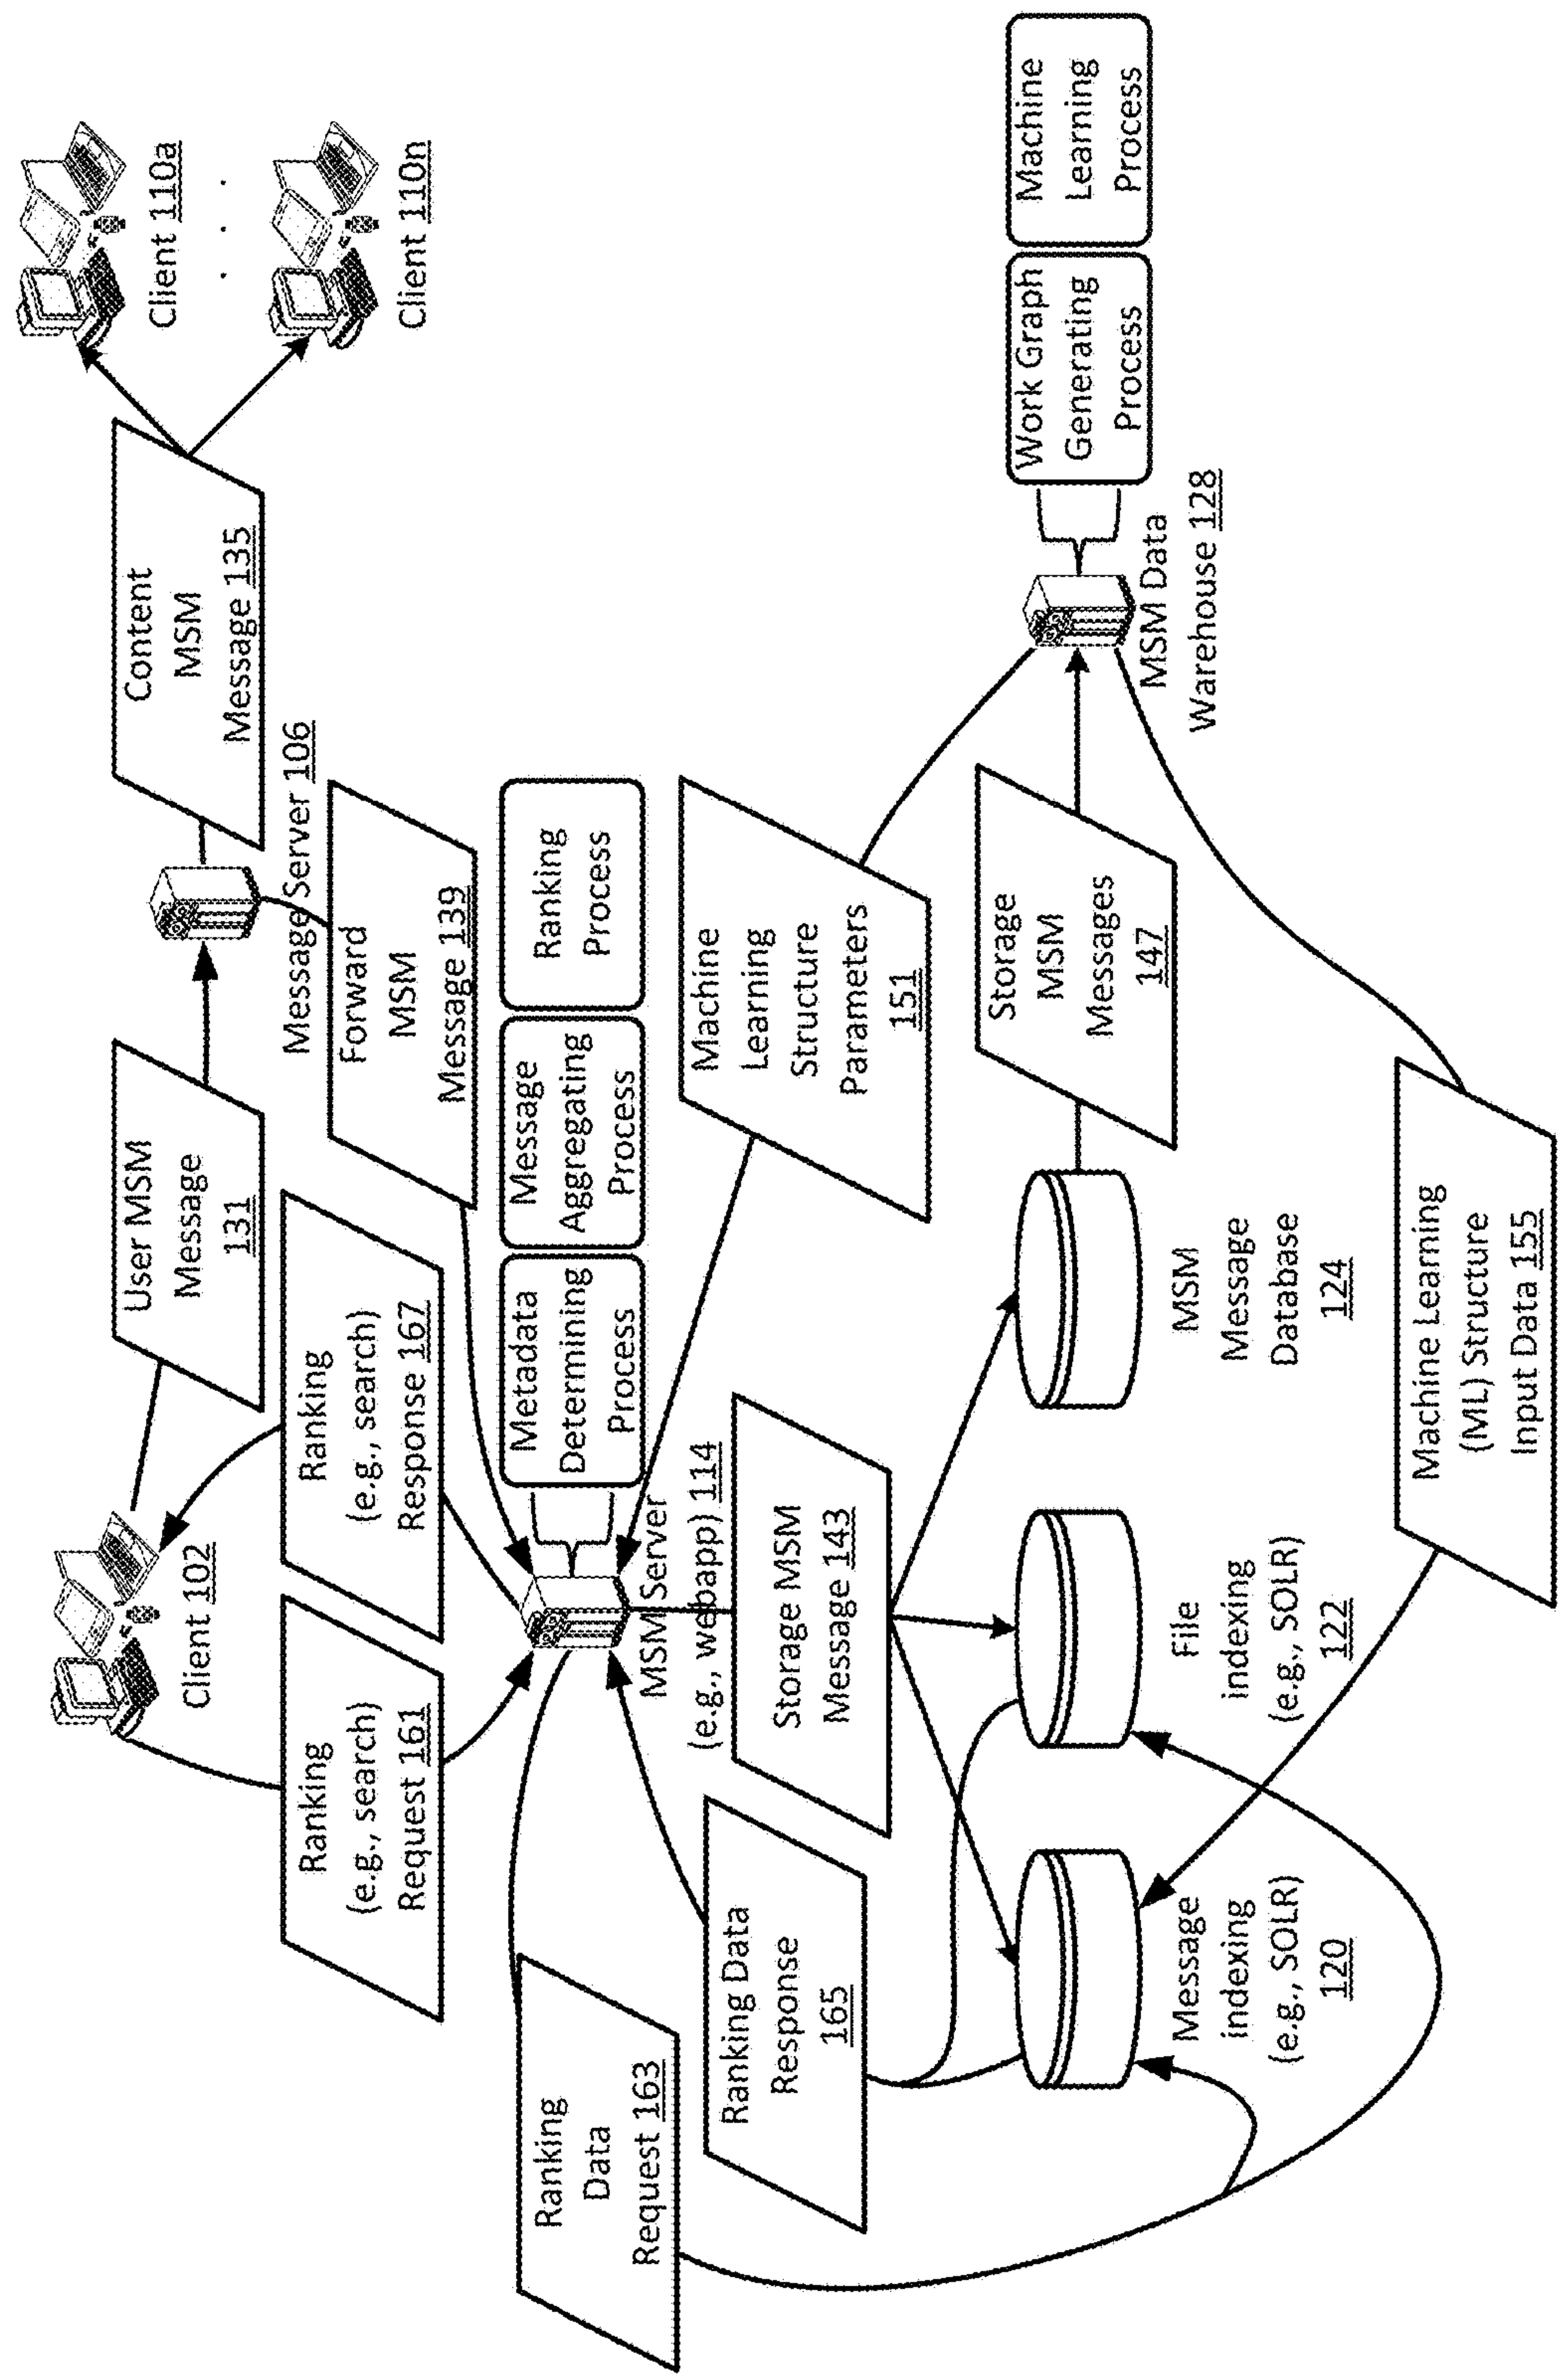 Client 102
User MSM
Message
131
Message Server 106
Content
MSM
Message 135
Client 110a
. . .
Client 110n
Ranking
(e.g., search)
Request 161
Ranking
(e.g., search)
Response 167
Forward
MSM
Message 139
Ranking
Data
Request 163
MSM Server
(e.g., webapp) 114
Metadata
Determining
Process
Message
Aggregating
Process
Ranking
Process
Ranking Data
Response
165
Storage MSM
Message 143
Machine
Learning
Structure
Parameters
151
Message
indexing
(e.g., SOLR)
120
File
indexing
(e.g., SOLR)
122
MSM
Message
Database
124
Storage
MSM
Messages
147
MSM Data
Warehouse 128
Work Graph
Generating
Process
Machine
Learning
Process
Machine Learning
(ML) Structure
Input Data 155